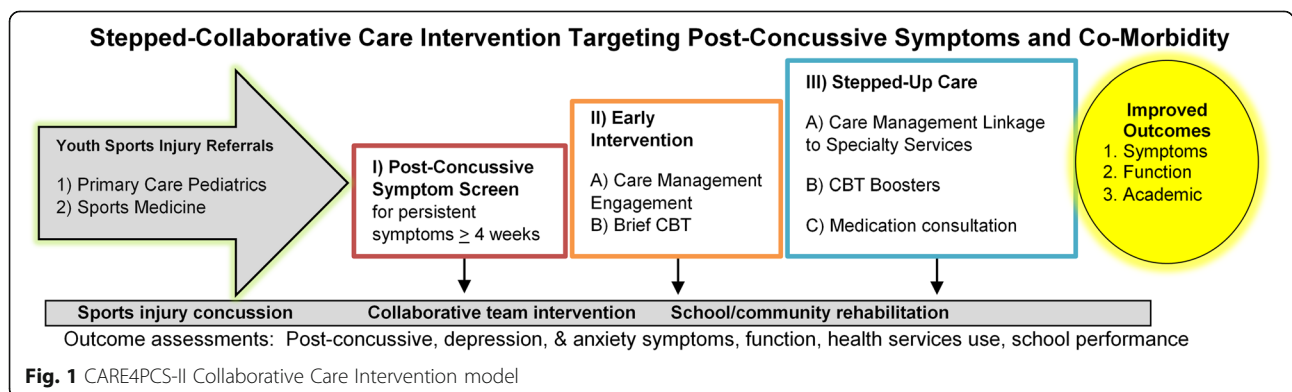 Stepped-Collaborative Care Intervention Targeting Post-Concussive Symptoms and Co-Morbidity
Youth Sports Injury Referrals
1) Primary Care Pediatrics
2) Sports Medicine
I) Post-Concussive
Symptom Screen
for persistent
symptoms ≥ 4 weeks
II) Early
Intervention
A) Care Management
Engagement
B) Brief CBT
III) Stepped-Up Care
A) Care Management Linkage
to Specialty Services
B) CBT Boosters
C) Medication consultation
Improved
Outcomes
1. Symptoms
2. Function
3. Academic
Sports injury concussion Collaborative team intervention School/community rehabilitation
Outcome assessments: Post-concussive, depression, & anxiety symptoms, function, health services use, school performance
Fig. 1 CARE4PCS-II Collaborative Care Intervention model